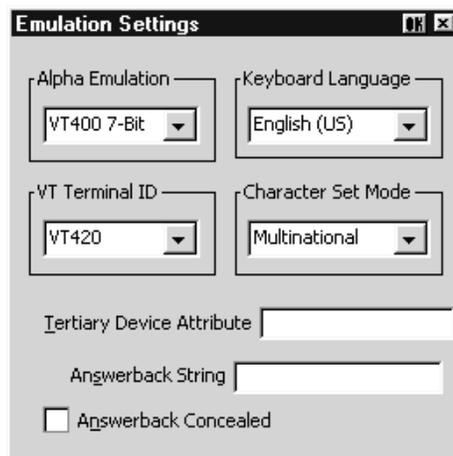 Emulation Settings OK
Alpha Emulation Keyboard Language
VT400 7-Bit English (US)
VT Terminal ID Character Set Mode
VT420 Multinational
Tertiary Device Attribute
Answerback String
Answerback Concealed